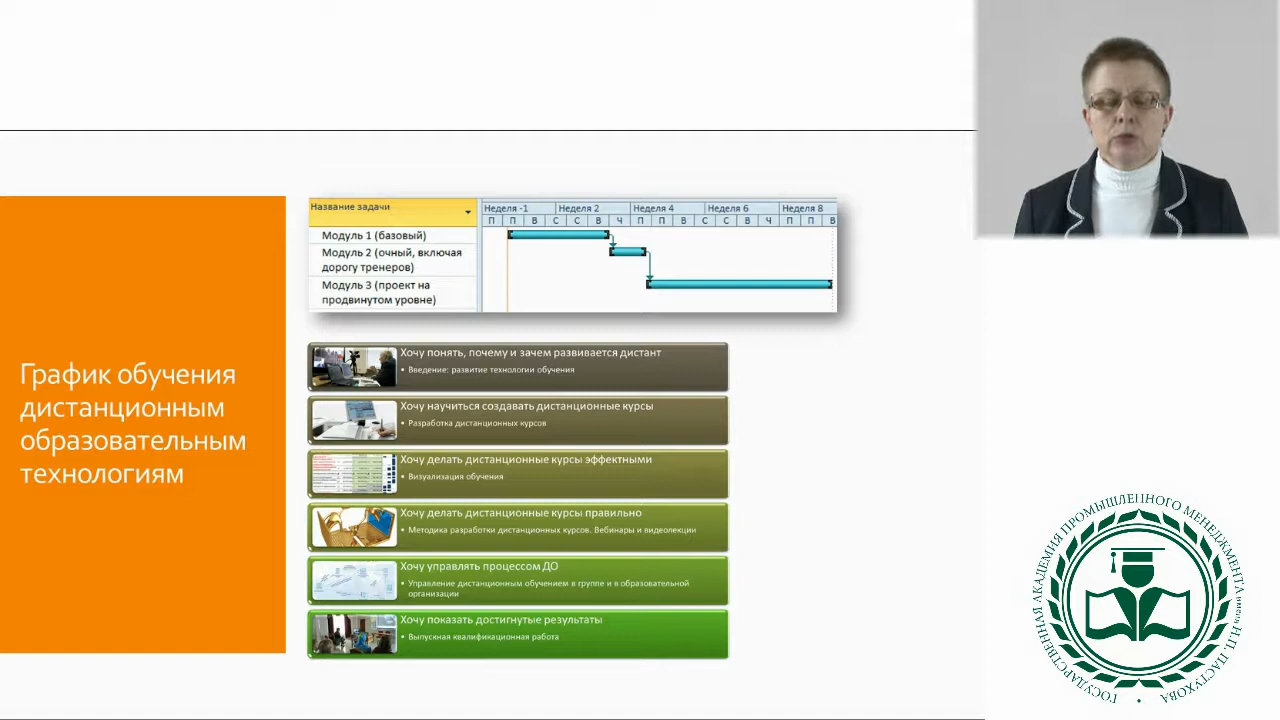 Название задачи
Неделя -1 Неделя 2 Неделя 4 Неделя 6 Неделя 8
П П В С С В Ч П П В С С В Ч П П В
Модуль 1 (базовый)
Модуль 2 (очный, включая
дорогу тренеров)
Модуль 3 (проект на
продвинутом уровне)
График обучения
дистанционным
образовательным
технологиям
Хочу понять, почему и зачем развивается дистант
• Введение: развитие технологии обучения
Хочу научиться создавать дистанционные курсы
• Разработка дистанционных курсов
Хочу делать дистанционные курсы эффектными
• Визуализация обучения
Хочу делать дистанционные курсы правильно
• Методика разработки дистанционных курсов. Вебинары и видеолекции
Хочу управлять процессом ДО
• Управление дистанционным обучением в группе и в образовательной
организации
Хочу показать достигнутые результаты
• Выпускная квалификационная работа
ГОСУДАРСТВЕННАЯ АКАДЕМИЯ ПРОМЫШЛЕННОГО МЕНЕДЖМЕНТА имени Н.П. ПАСТУХОВА